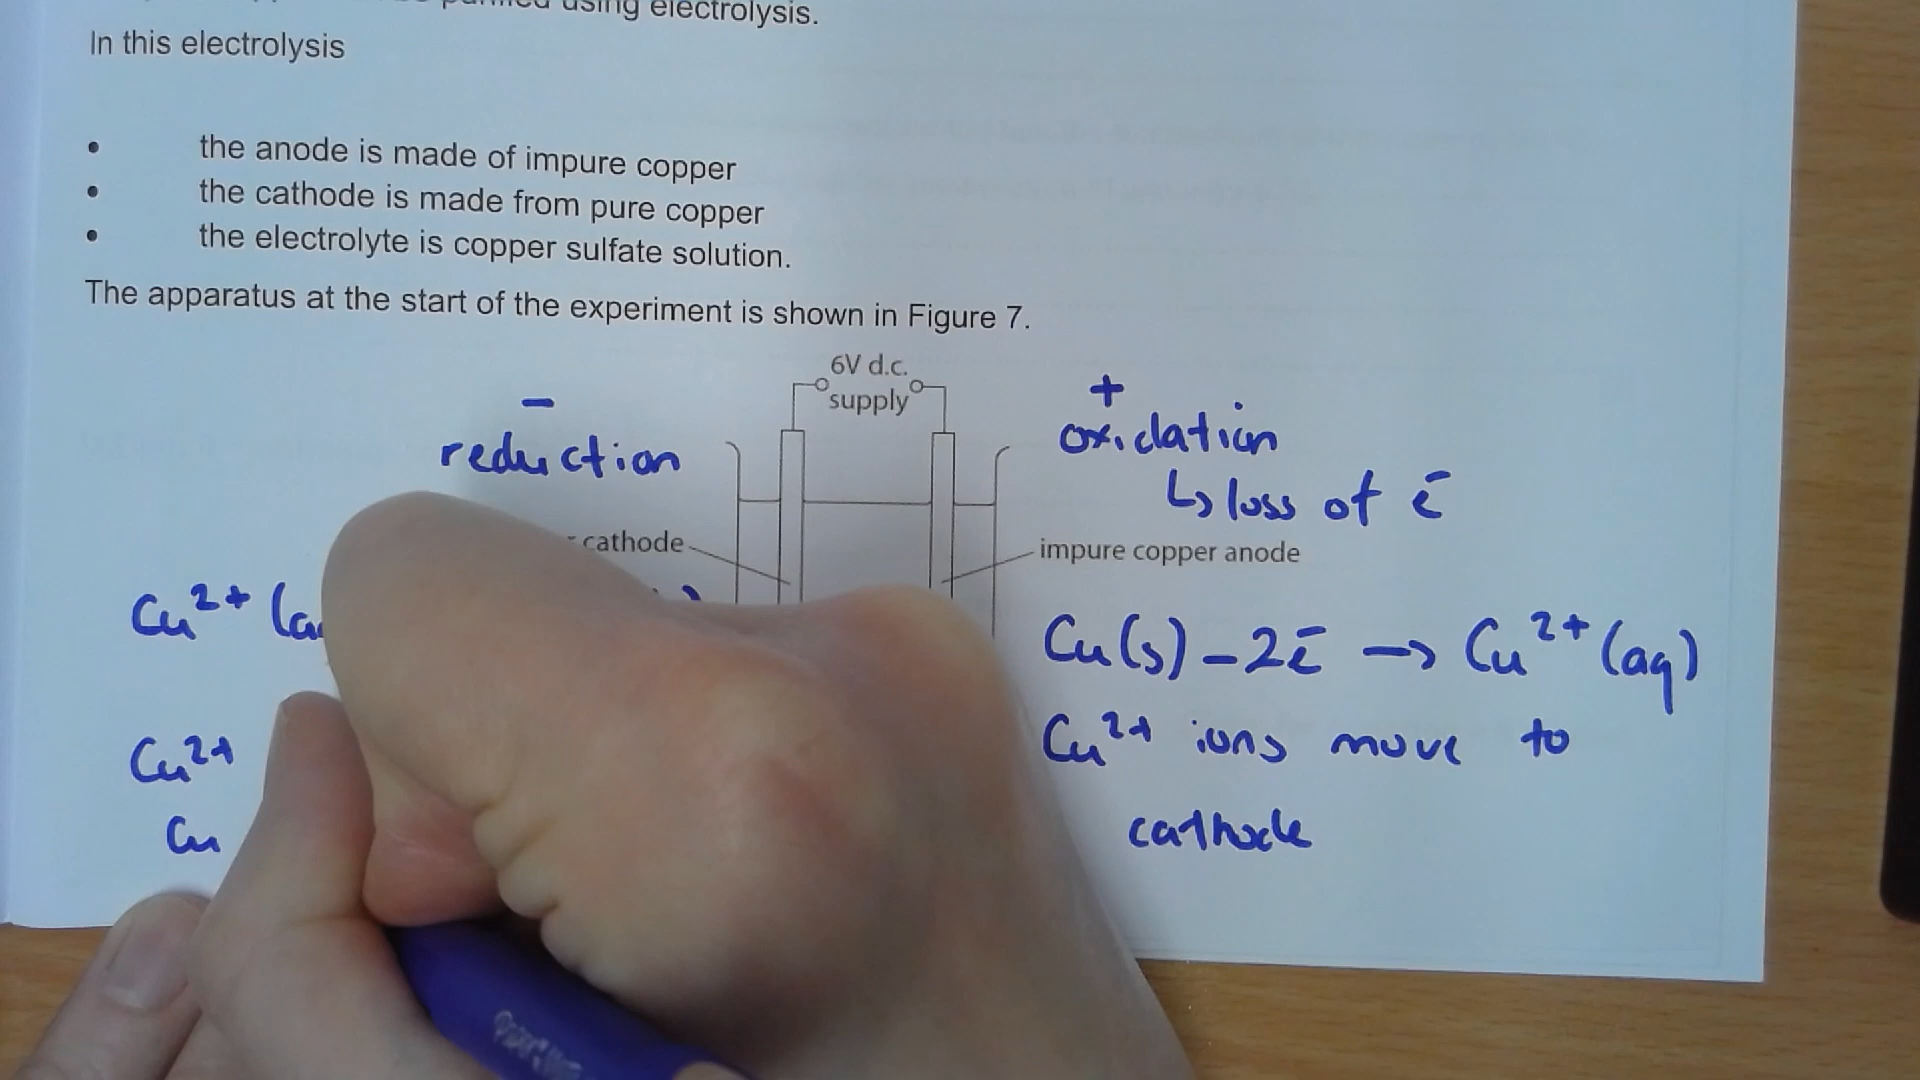 using electrolysis.
In this electrolysis
• the anode is made of impure copper
• the cathode is made from pure copper
• the electrolyte is copper sulfate solution.
The apparatus at the start of the experiment is shown in Figure 7.
6V d.c.
supply
−
reduction
+
oxidation
↳ loss of ē
cathode
impure copper anode
Cu²⁺
Cu(s) – 2ē → Cu²⁺(aq)
Cu²⁺
Cu²⁺ ions move to
Cu
cathode